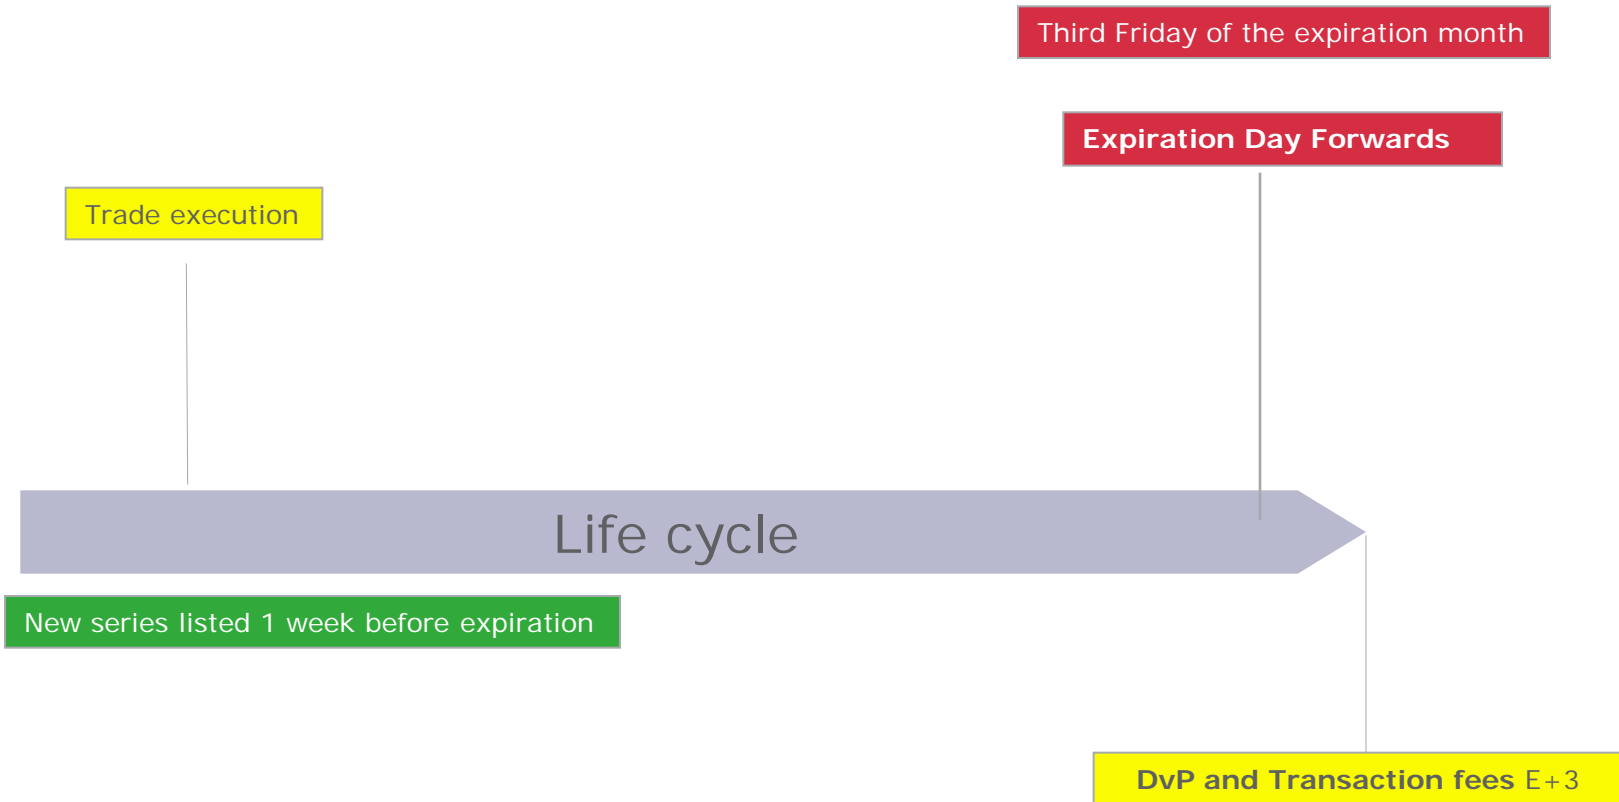 Third Friday of the expiration month
Expiration Day Forwards
Trade execution
Life cycle
New series listed 1 week before expiration
DvP and Transaction fees E+3